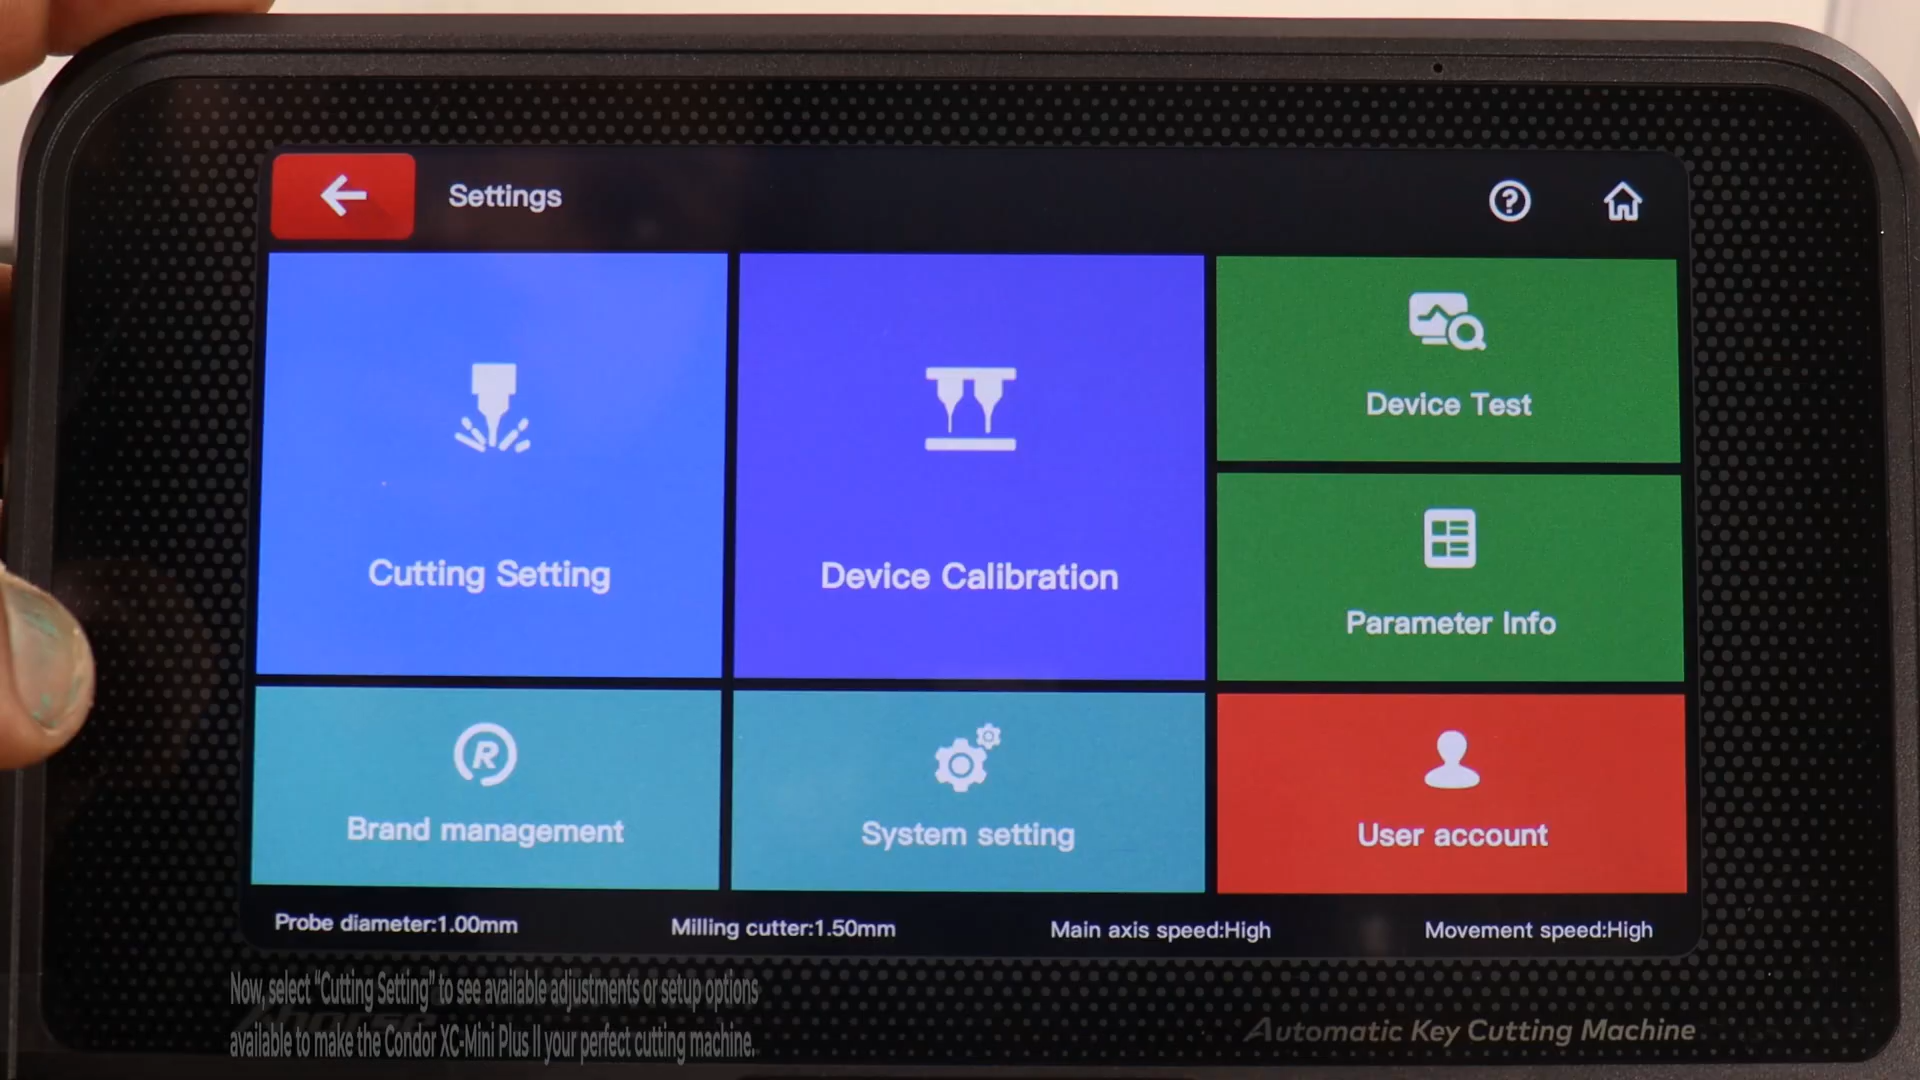 Settings
Cutting Setting
Device Calibration
Device Test
Parameter Info
Brand management
System setting
User account
Probe diameter:1.00mm
Milling cutter:1.50mm
Main axis speed:High
Movement speed:High
Now, select “Cutting Setting” to see available adjustments or setup options
available to make the Condor XC-Mini Plus II your perfect cutting machine.
Automatic Key Cutting Machine